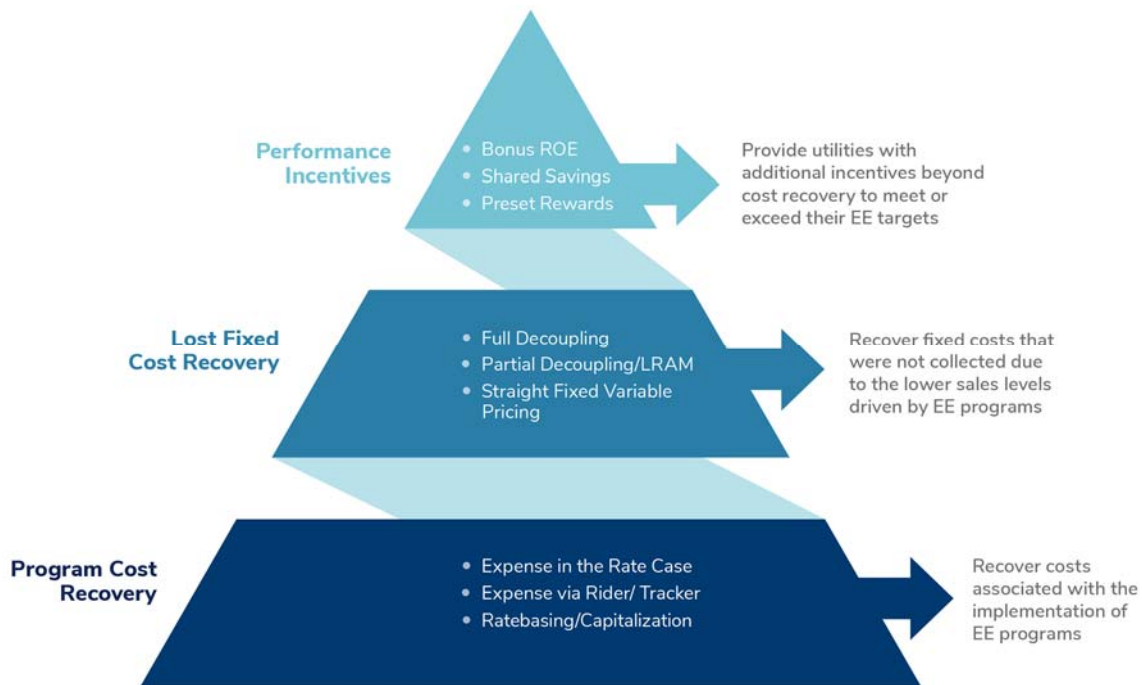 Performance
Incentives
• Bonus ROE
• Shared Savings
• Preset Rewards
Provide utilities with
additional incentives beyond
cost recovery to meet or
exceed their EE targets
Lost Fixed
Cost Recovery
• Full Decoupling
• Partial Decoupling/LRAM
• Straight Fixed Variable
Pricing
Recover fixed costs that
were not collected due
to the lower sales levels
driven by EE programs
Program Cost
Recovery
• Expense in the Rate Case
• Expense via Rider/ Tracker
• Ratebasing/Capitalization
Recover costs
associated with the
implementation of
EE programs